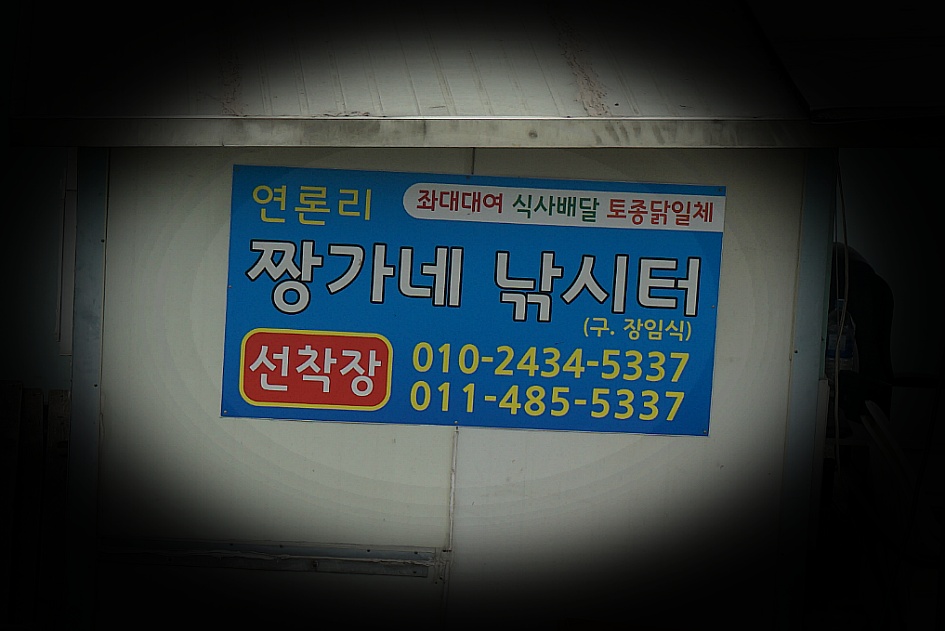 연론리 좌대대여 식사배달 토종닭일체
짱가네 낚시터
(구. 장임식)
선착장 010-2434-5337
011-485-5337